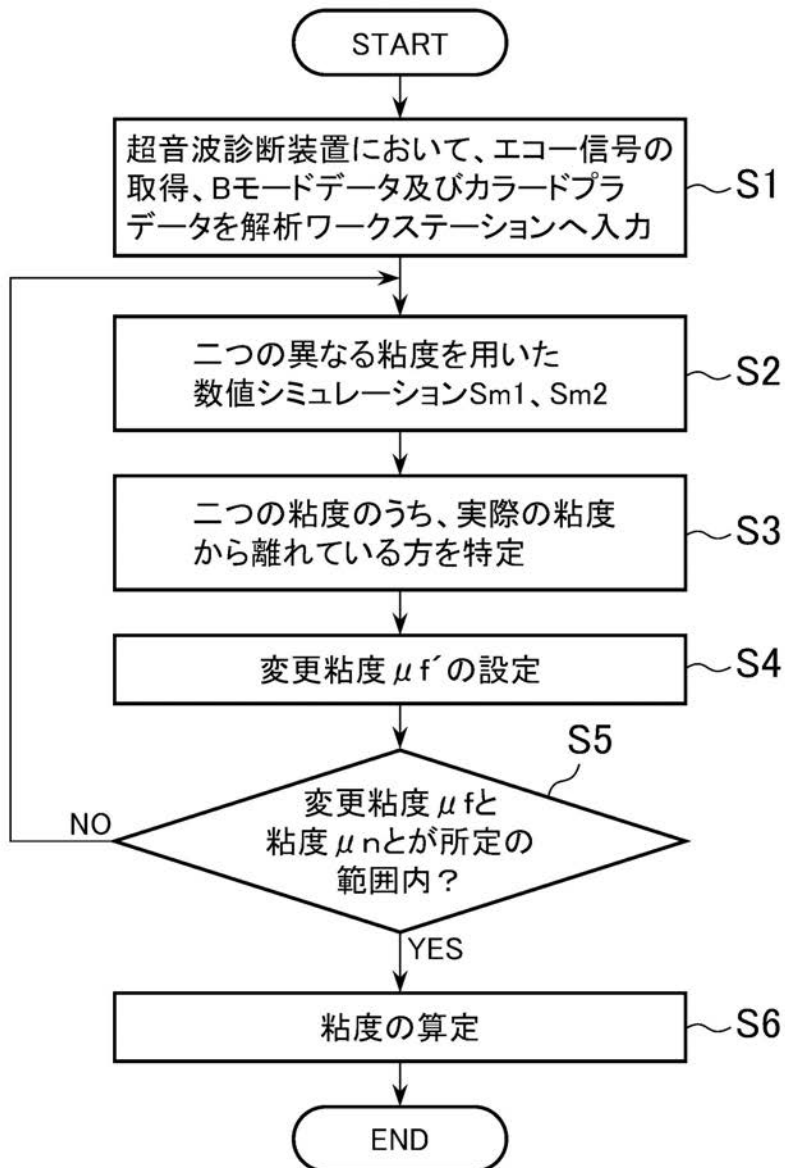 START
超音波診断装置において、エコー信号の
取得、Bモードデータ及びカラードプラ
データを解析ワークステーションへ入力
S1
二つの異なる粘度を用いた
数値シミュレーションSm1、Sm2
S2
二つの粘度のうち、実際の粘度
から離れている方を特定
S3
変更粘度μf´の設定
S4
S5
変更粘度μfと
粘度μnとが所定の
範囲内？
NO
YES
粘度の算定
S6
END